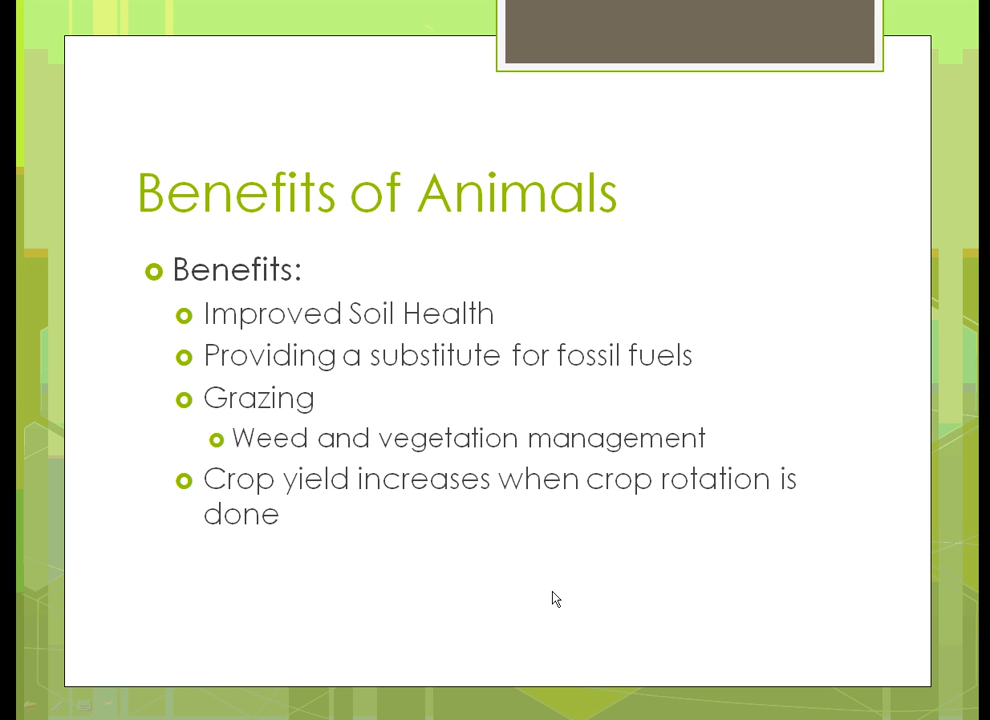 Benefits of Animals
Benefits:
Improved Soil Health
Providing a substitute for fossil fuels
Grazing
Weed and vegetation management
Crop yield increases when crop rotation is
done